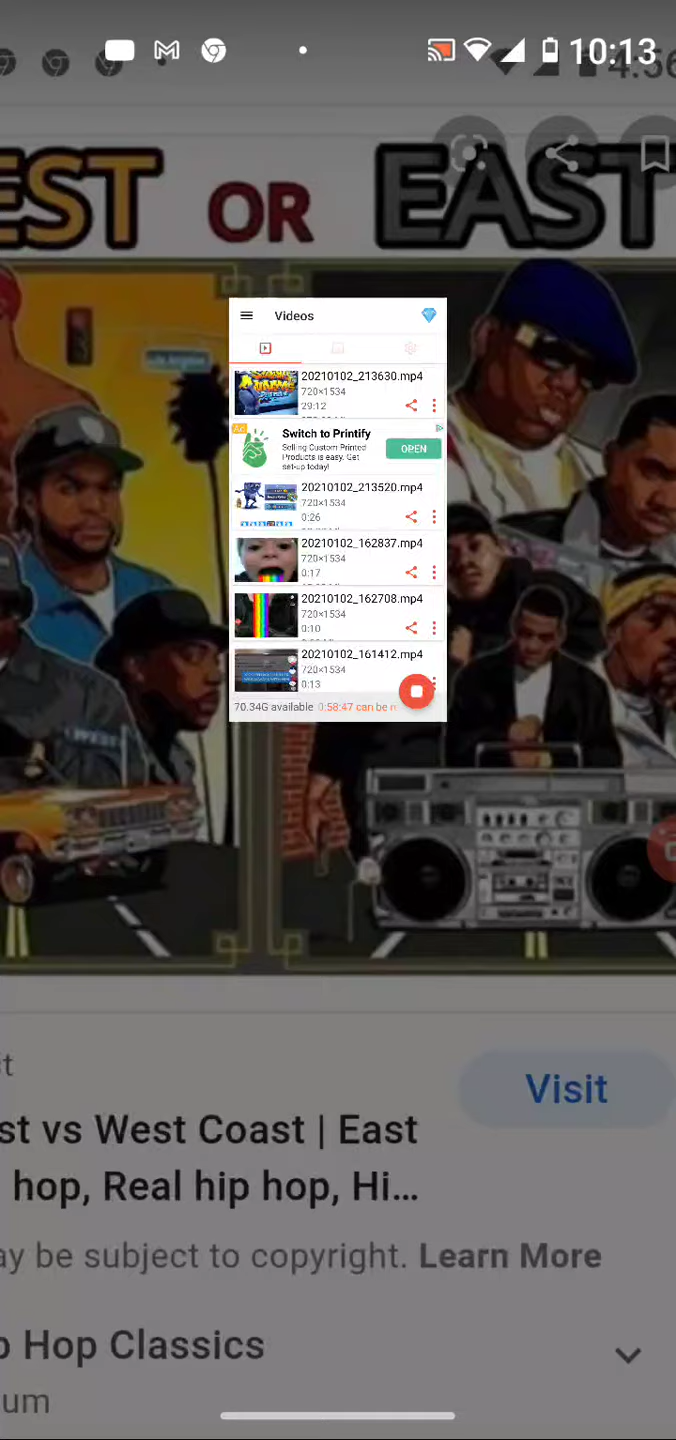 10:13
4:56
EST OR EAST
Videos
20210102_213630.mp4
720×1534
29:12
Ad
Switch to Printify
Selling Custom Printed
Products is easy. Get
set-up today!
OPEN
20210102_213520.mp4
720×1534
0:26
20210102_162837.mp4
720×1534
0:17
20210102_162708.mp4
720×1534
0:10
20210102_161412.mp4
720×1534
0:13
70.34G available 0:58:47 can be r
st
Visit
st vs West Coast | East
hop, Real hip hop, Hi...
ay be subject to copyright. Learn More
p Hop Classics
um